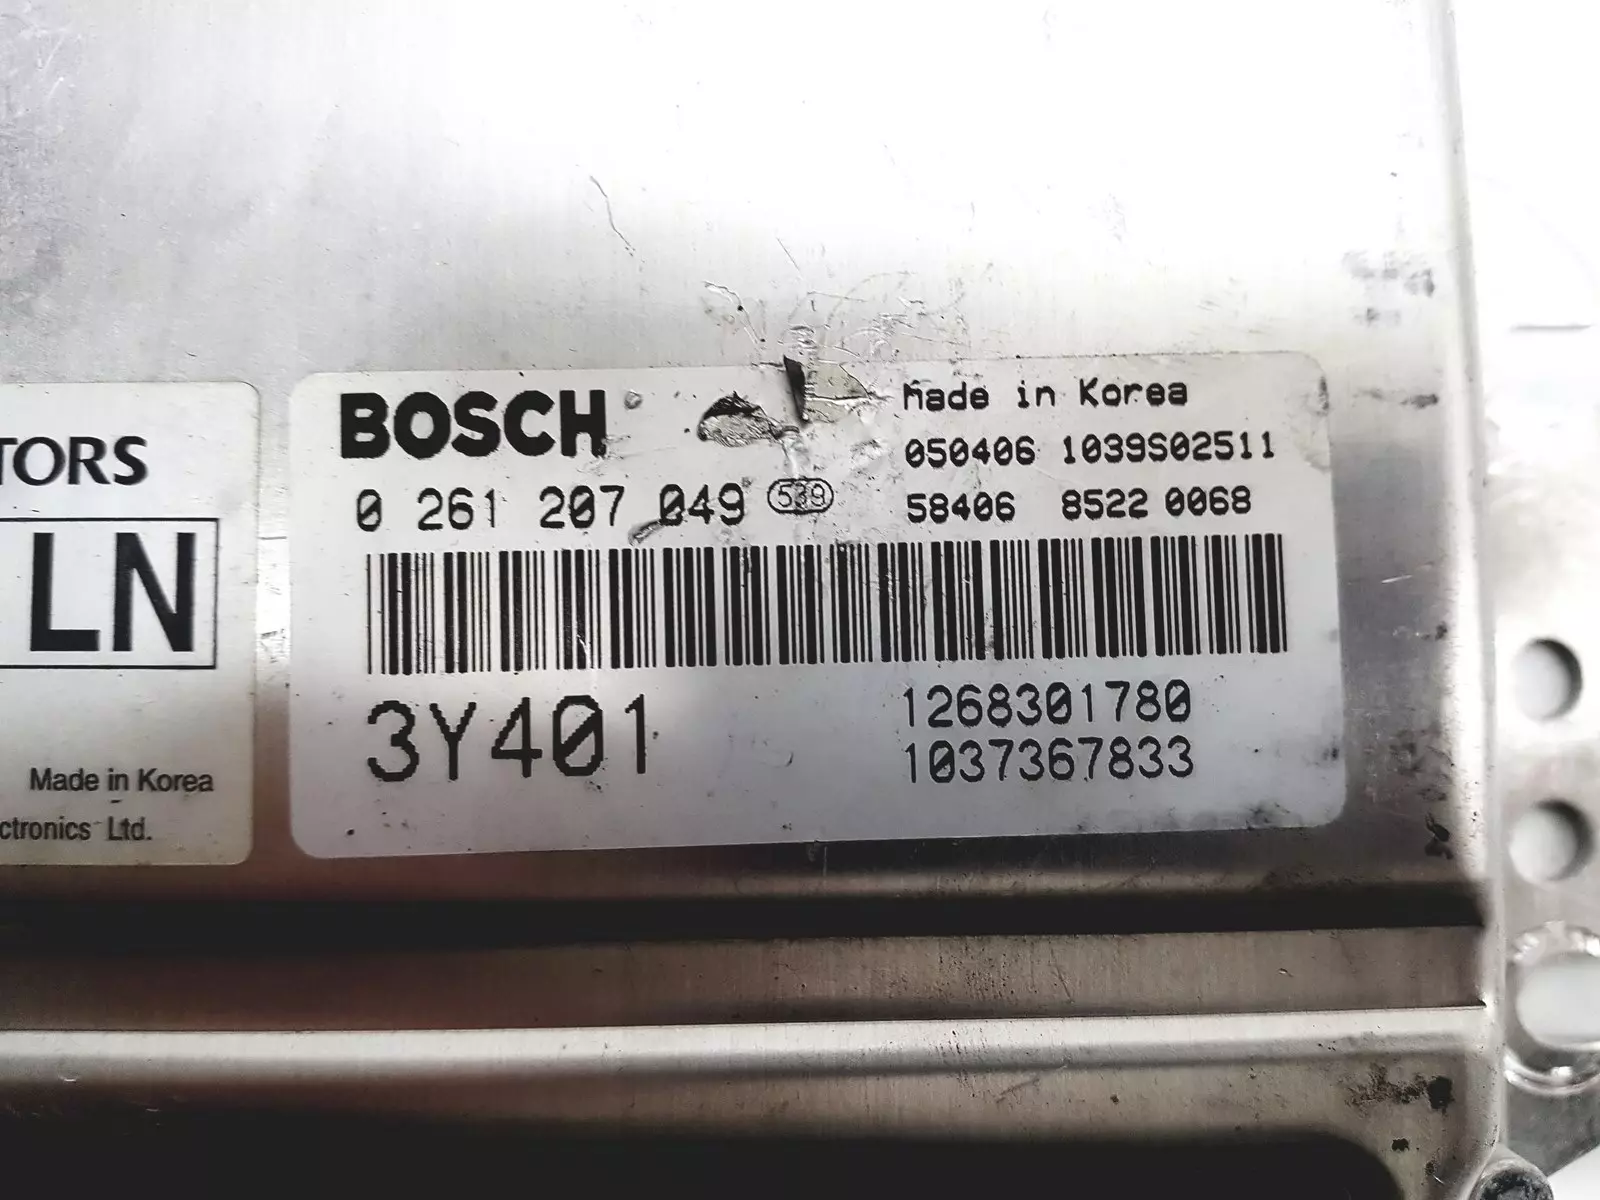 TORS
LN
Made in Korea
ctronics Ltd.
BOSCH
0 261 207 049 539
Made in Korea
050406 1039S02511
58406 8522 0068
3Y401
1268301780
1037367833